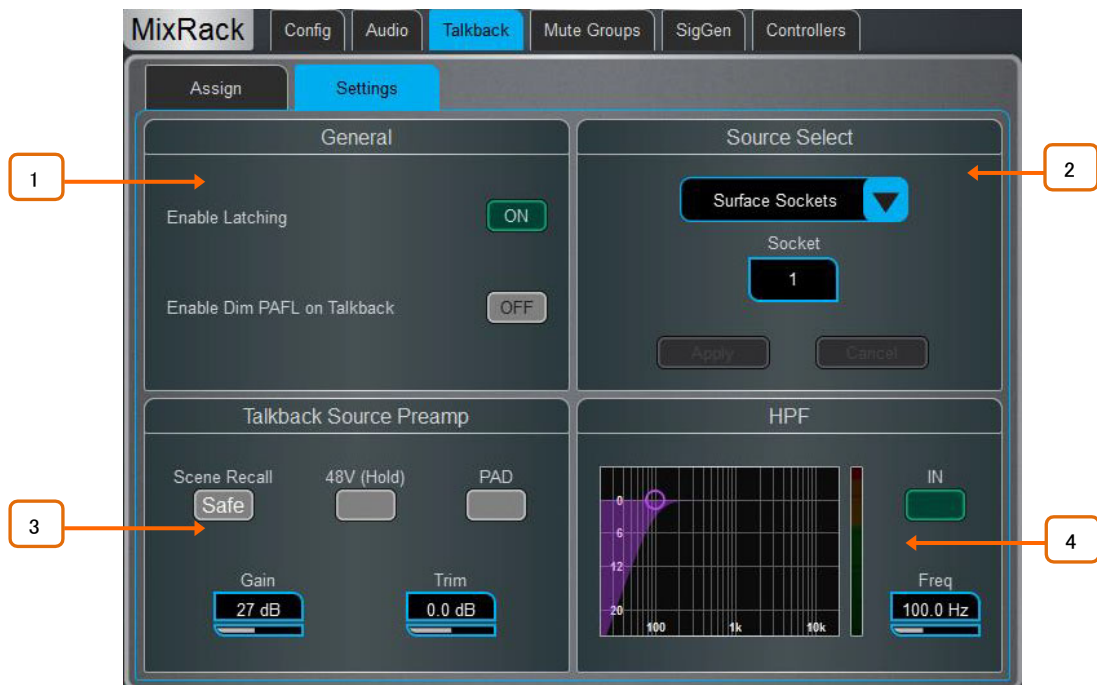 MixRack Config Audio Talkback Mute Groups SigGen Controllers
Assign Settings
General
1
Enable Latching ON
Enable Dim PAFL on Talkback OFF
Source Select
2
Surface Sockets
Socket
1
Apply Cancel
Talkback Source Preamp
Scene Recall 48V (Hold) PAD
Safe
3
Gain Trim
27 dB 0.0 dB
HPF
0
6
12
20
100 1k 10k
IN
4
Freq
100.0 Hz